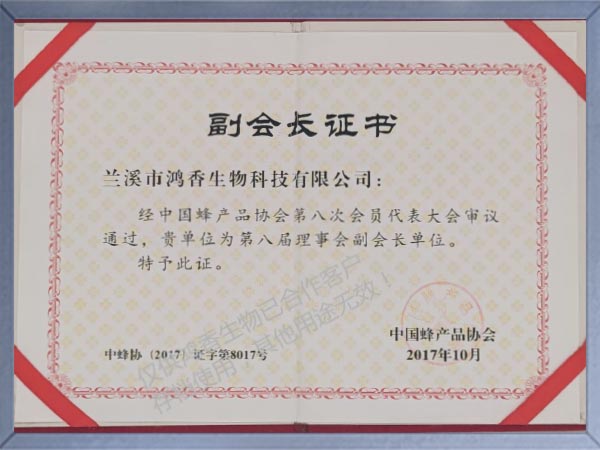 副会长证书
兰溪市鸿香生物科技有限公司：
经中国蜂产品协会第八次会员代表大会审议
通过，贵单位为第八届理事会副会长单位。
特予此证。
中国蜂产品协会
中蜂协（2017）证字第8017号
2017年10月
仅供鸿香生物已合作客户
存档使用，其他用途无效！